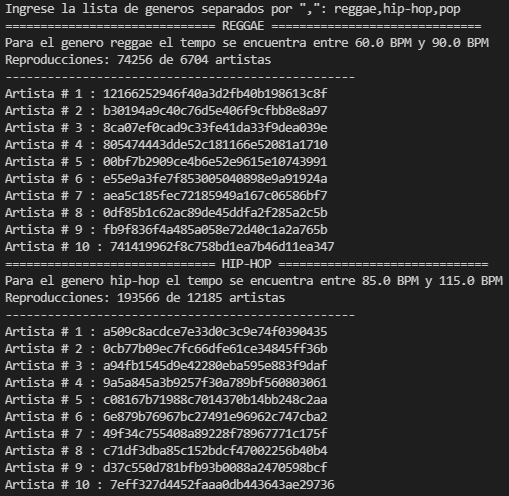 Ingrese la lista de generos separados por ",": reggae,hip-hop,pop
============================== REGGAE ==============================
Para el genero reggae el tempo se encuentra entre 60.0 BPM y 90.0 BPM
Reproducciones: 74256 de 6704 artistas
--------------------------------------------------
Artista # 1 : 12166252946f40a3d2fb40b198613c8f
Artista # 2 : b30194a9c40c76d5e406f9cfbb8e8a97
Artista # 3 : 8ca07ef0cad9c33fe41da33f9dea039e
Artista # 4 : 805474443dde52c181166e52081a1710
Artista # 5 : 00bf7b2909ce4b6e52e9615e10743991
Artista # 6 : e55e9a3fe7f853005040898e9a91924a
Artista # 7 : aea5c185fec72185949a167c06586bf7
Artista # 8 : 0df85b1c62ac89de45ddfa2f285a2c5b
Artista # 9 : fb9f836f4a485a058e72d40c1a2a765b
Artista # 10 : 741419962f8c758bd1ea7b46d11ea347
============================== HIP-HOP ==============================
Para el genero hip-hop el tempo se encuentra entre 85.0 BPM y 115.0 BPM
Reproducciones: 193566 de 12185 artistas
--------------------------------------------------
Artista # 1 : a509c8acdce7e33d0c3c9e74f0390435
Artista # 2 : 0cb77b09ec7fc66dfe61ce34845ff36b
Artista # 3 : a94fb1545d9e42280eba595e883f9daf
Artista # 4 : 9a5a845a3b9257f30a789bf560803061
Artista # 5 : c08167b71988c7014370b14bb248c2aa
Artista # 6 : 6e879b76967bc27491e96962c747cba2
Artista # 7 : 49f34c755408a89228f78967771c175f
Artista # 8 : c71df3dba85c152bdcf47002256b40b4
Artista # 9 : d37c550d781bfb93b0088a2470598bcf
Artista # 10 : 7eff327d4452faaa0db443643ae29736